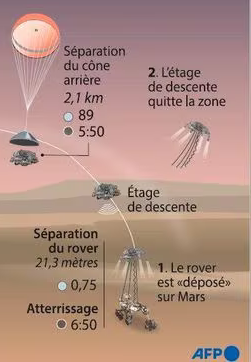 Séparation
du cône
arrière
2,1 km
89
5:50
2. L'étage
de descente
quitte la zone
Étage
de descente
Séparation
du rover
21,3 mètres
0,75
Atterrissage
6:50
1. Le rover
est «déposé»
sur Mars
AFP